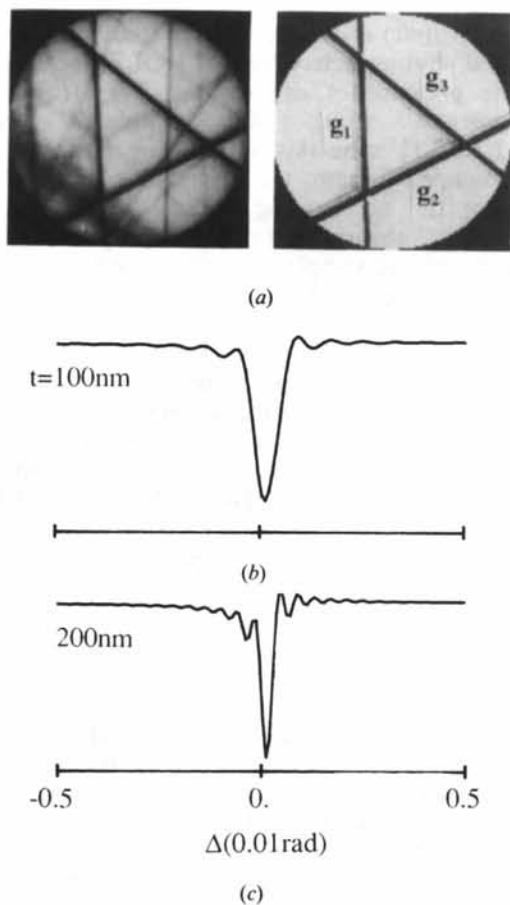 g₁
g₂
g₃
(a)
t=100nm
(b)
200nm
-0.5 0. 0.5
Δ(0.01rad)
(c)